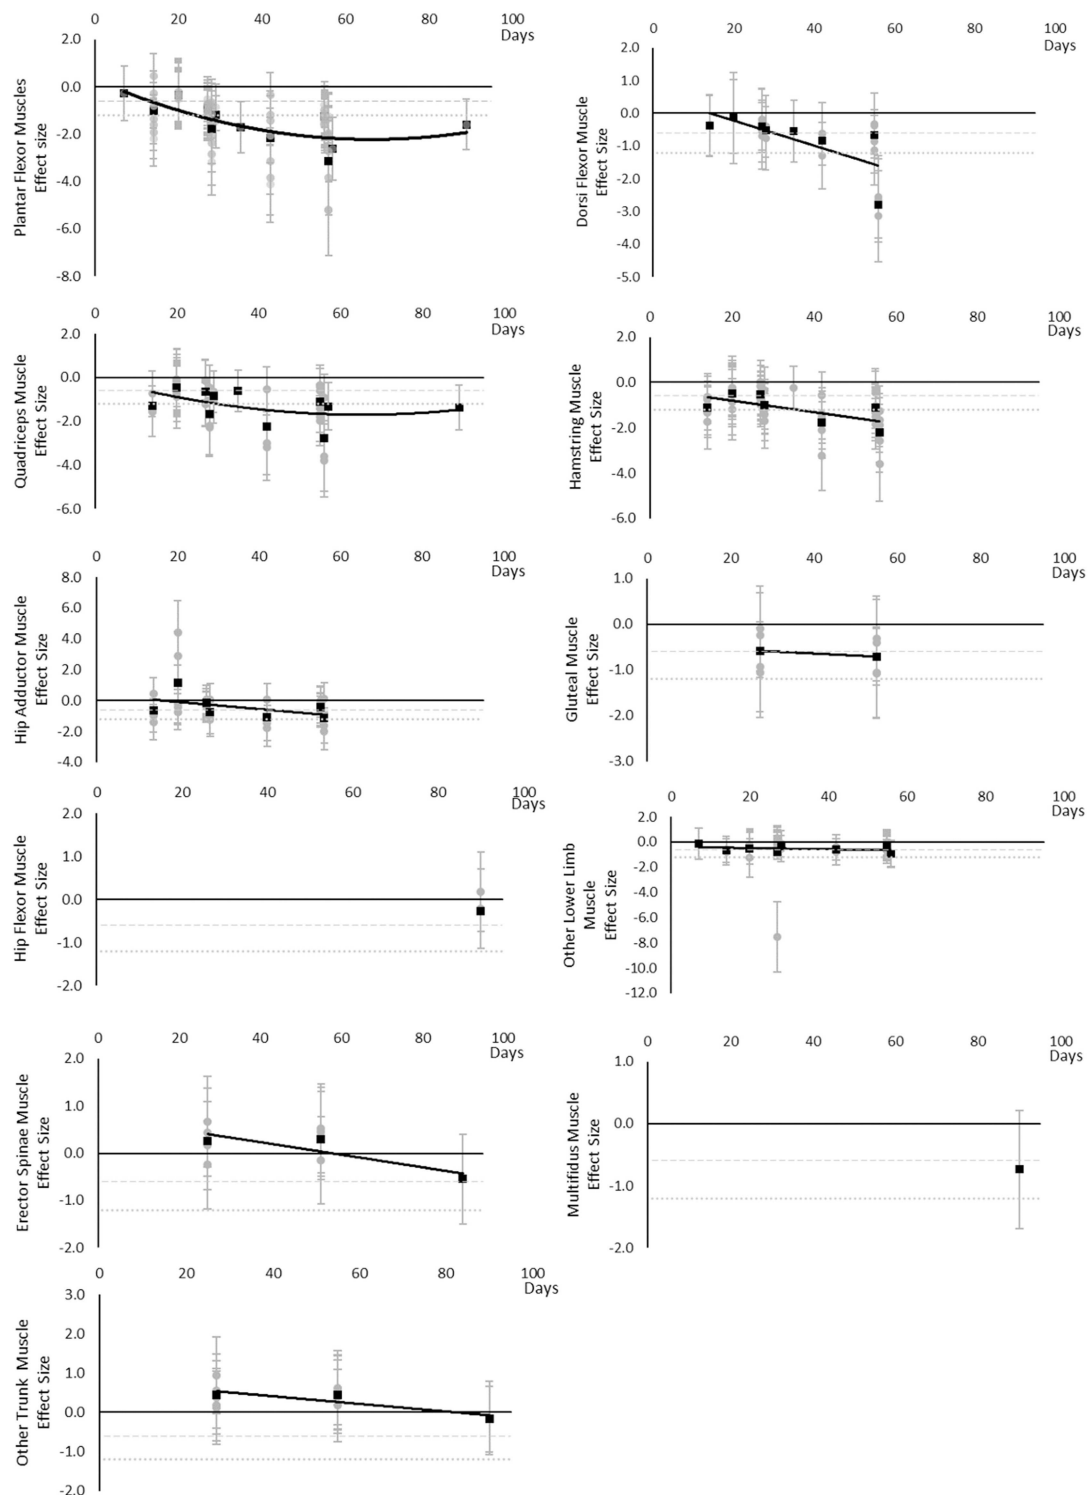 0 20 40 60 80 100
Days
2.0
0.0
-2.0
-4.0
-6.0
-8.0
Plantar Flexor Muscles
Effect Size
0 20 40 60 80 100
Days
2.0
1.0
0.0
-1.0
-2.0
-3.0
-4.0
-5.0
Dorsi Flexor Muscle
Effect Size
0 20 40 60 80 100
Days
2.0
0.0
-2.0
-4.0
-6.0
Quadriceps Muscle
Effect Size
0 20 40 60 80 100
Days
2.0
0.0
-2.0
-4.0
-6.0
Hamstring Muscle
Effect Size
0 20 40 60 80 100
Days
8.0
6.0
4.0
2.0
0.0
-2.0
-4.0
Hip Adductor Muscle
Effect Size
0 20 40 60 80 100
Days
1.0
0.0
-1.0
-2.0
-3.0
Gluteal Muscle
Effect Size
0 20 40 60 80 100
Days
2.0
1.0
0.0
-1.0
-2.0
Hip Flexor Muscle
Effect Size
0 20 40 60 80 100
Days
2.0
0.0
-2.0
-4.0
-6.0
-8.0
-10.0
-12.0
Other Lower Limb
Muscle
Effect Size
0 20 40 60 80 100
Days
2.0
1.0
0.0
-1.0
-2.0
Erector Spinae Muscle
Effect Size
0 20 40 60 80 100
Days
1.0
0.0
-1.0
-2.0
Multifidus Muscle
Effect Size
0 20 40 60 80 100
Days
3.0
2.0
1.0
0.0
-1.0
-2.0
Other Trunk Muscle
Effect Size